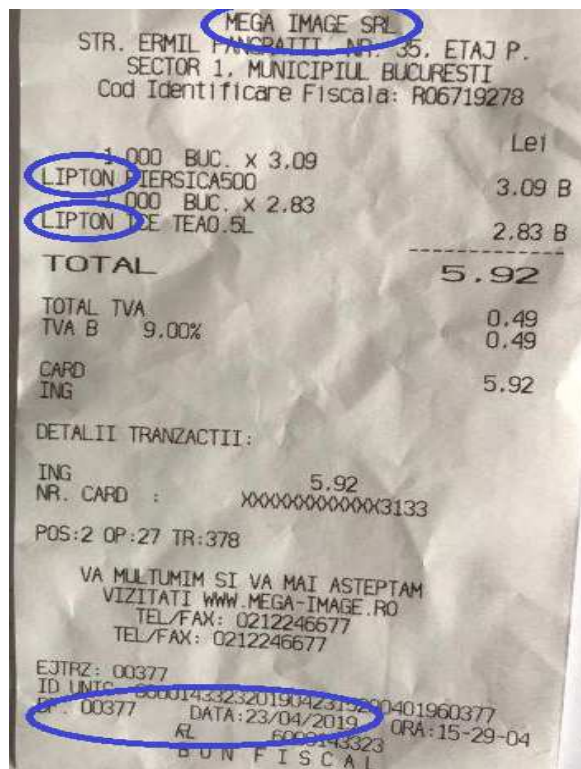 MEGA IMAGE SRL
STR. ERMIL PANGRATTI, NR. 35, ETAJ P.
SECTOR 1, MUNICIPIUL BUCURESTI
Cod Identificare Fiscala: RO6719278
Lei
1.000 BUC. x 3.09
LIPTON PIERSICA500 3.09 B
1.000 BUC. x 2.83
LIPTON ICE TEA0.5L 2.83 B
TOTAL 5.92
TOTAL TVA 0.49
TVA B 9.00% 0.49
CARD 5.92
ING
DETALII TRANZACTII:
ING 5.92
NR. CARD : XXXXXXXXXXXX3133
POS:2 OP:27 TR:378
VA MULTUMIM SI VA MAI ASTEPTAM
VIZITATI WWW.MEGA-IMAGE.RO
TEL/FAX: 0212246677
TEL/FAX: 0212246677
EJTRZ: 00377
ID UNIC
BF: 00377 DATA:23/04/2019 ORA:15-29-04
6000143323
BON FISCAL